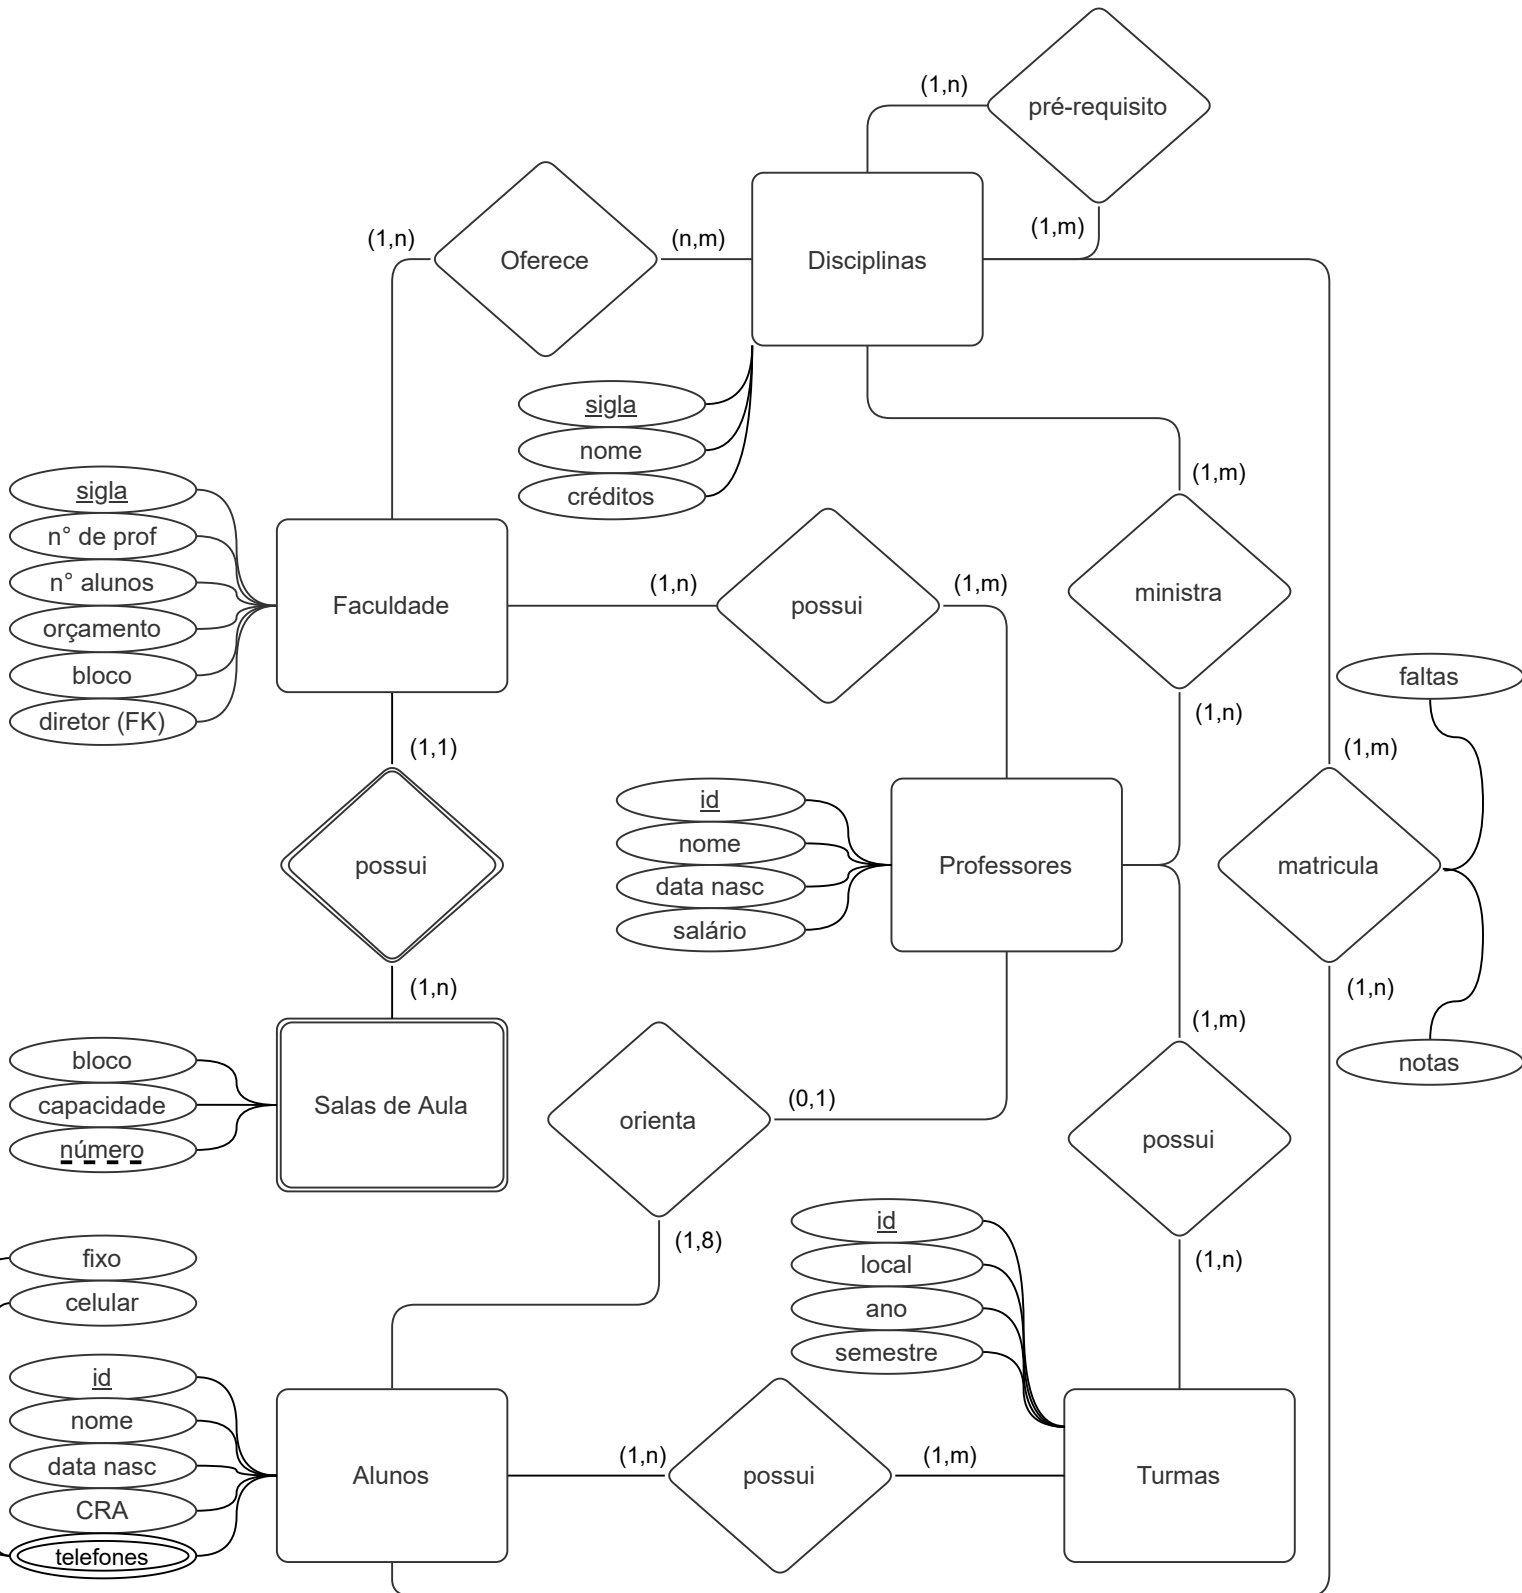 (1,n)
pré-requisito
(1,m)
(1,n)
Oferece
(n,m)
Disciplinas
sigla
nome
créditos
(1,m)
sigla
n° de prof
n° alunos
orçamento
bloco
diretor (FK)
Faculdade
(1,n)
possui
(1,m)
ministra
(1,n)
faltas
(1,1)
(1,m)
id
nome
data nasc
salário
Professores
possui
matricula
(1,n)
(1,n)
(1,m)
notas
bloco
capacidade
número
Salas de Aula
orienta
(0,1)
possui
(1,8)
(1,n)
fixo
celular
id
local
ano
semestre
id
nome
data nasc
CRA
telefones
Alunos
(1,n)
possui
(1,m)
Turmas